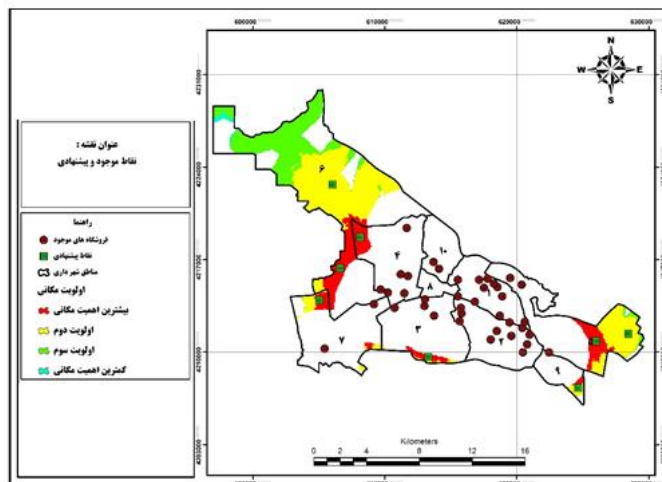 600000
610000
620000
630000
N
W
E
S
عنوان نقشه :
نقاط موجود و پیشنهادی
راهنما
فروشگاه های موجود
نقاط پیشنهادی
مناطق شهرداری
اولویت مکانی
بیشترین اهمیت مکانی
اولویت دوم
اولویت سوم
کمترین اهمیت مکانی
۶
۴
۱۰
۸
۱
۳
۲
۷
۹
Kilometers
0 2 4 8 12 16